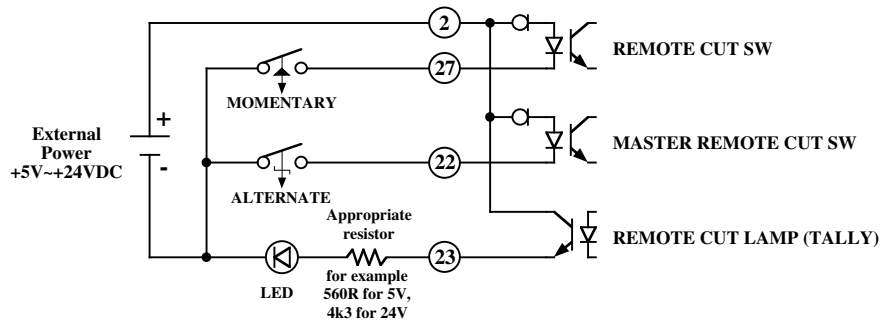 2
REMOTE CUT SW
27
MOMENTARY
+
External
Power
+5V~+24VDC
-
MASTER REMOTE CUT SW
22
ALTERNATE
Appropriate
resistor
REMOTE CUT LAMP (TALLY)
23
LED
for example
560R for 5V,
4k3 for 24V